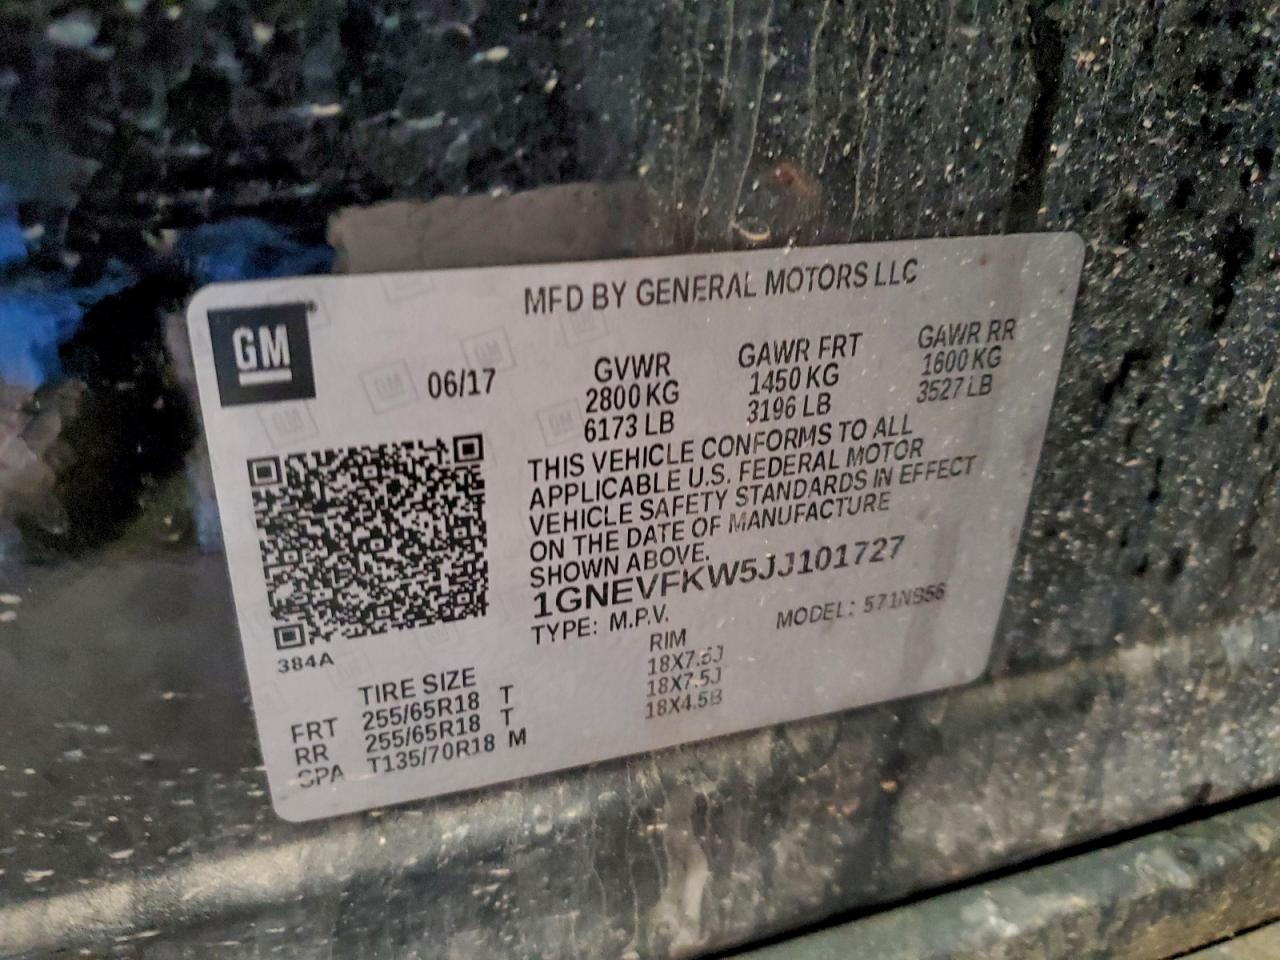 GM
MFD BY GENERAL MOTORS LLC
06/17
GVWR GAWR FRT GAWR RR
2800 KG 1450 KG 1600 KG
6173 LB 3196 LB 3527 LB
THIS VEHICLE CONFORMS TO ALL
APPLICABLE U.S. FEDERAL MOTOR
VEHICLE SAFETY STANDARDS IN EFFECT
ON THE DATE OF MANUFACTURE
SHOWN ABOVE.
1GNEVFKW5JJ101727
TYPE: M.P.V. MODEL:
384A
TIRE SIZE RIM
FRT 255/65R18 T 18X7.5J
RR 255/65R18 T 18X7.5J
SPA T135/70R18 M 18X4.5B